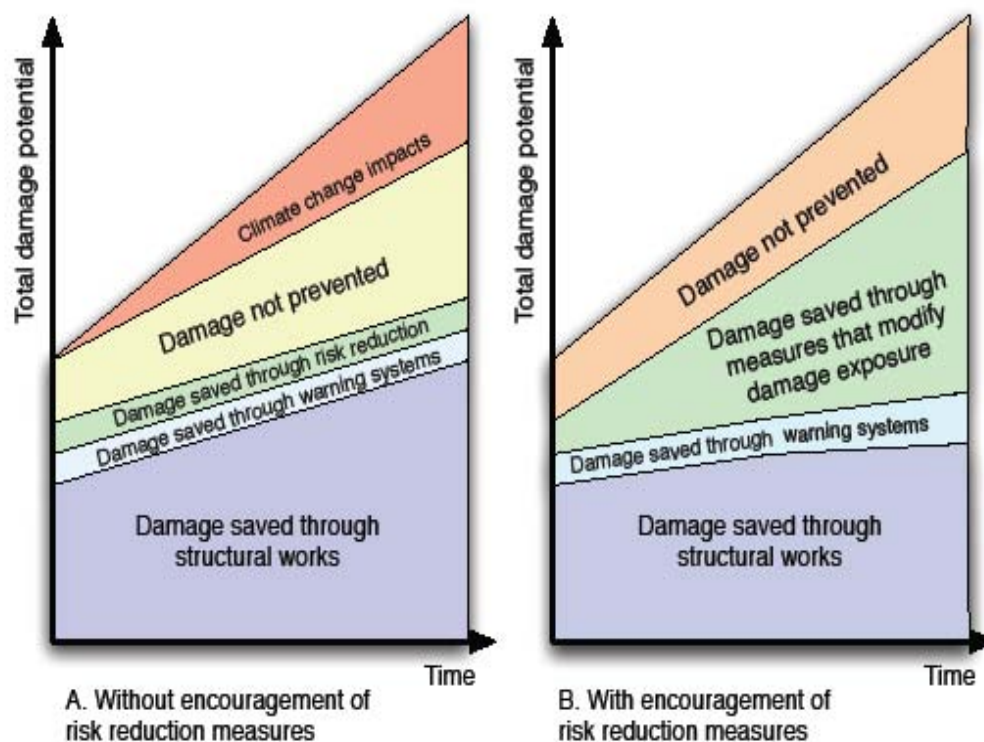 Total damage potential
Climate change impacts
Damage not prevented
Damage saved through risk reduction
Damage saved through warning systems
Damage saved through
structural works
Time
A. Without encouragement of
risk reduction measures
Total damage potential
Damage not prevented
Damage saved through
measures that modify
damage exposure
Damage saved through warning systems
Damage saved through
structural works
Time
B. With encouragement of
risk reduction measures